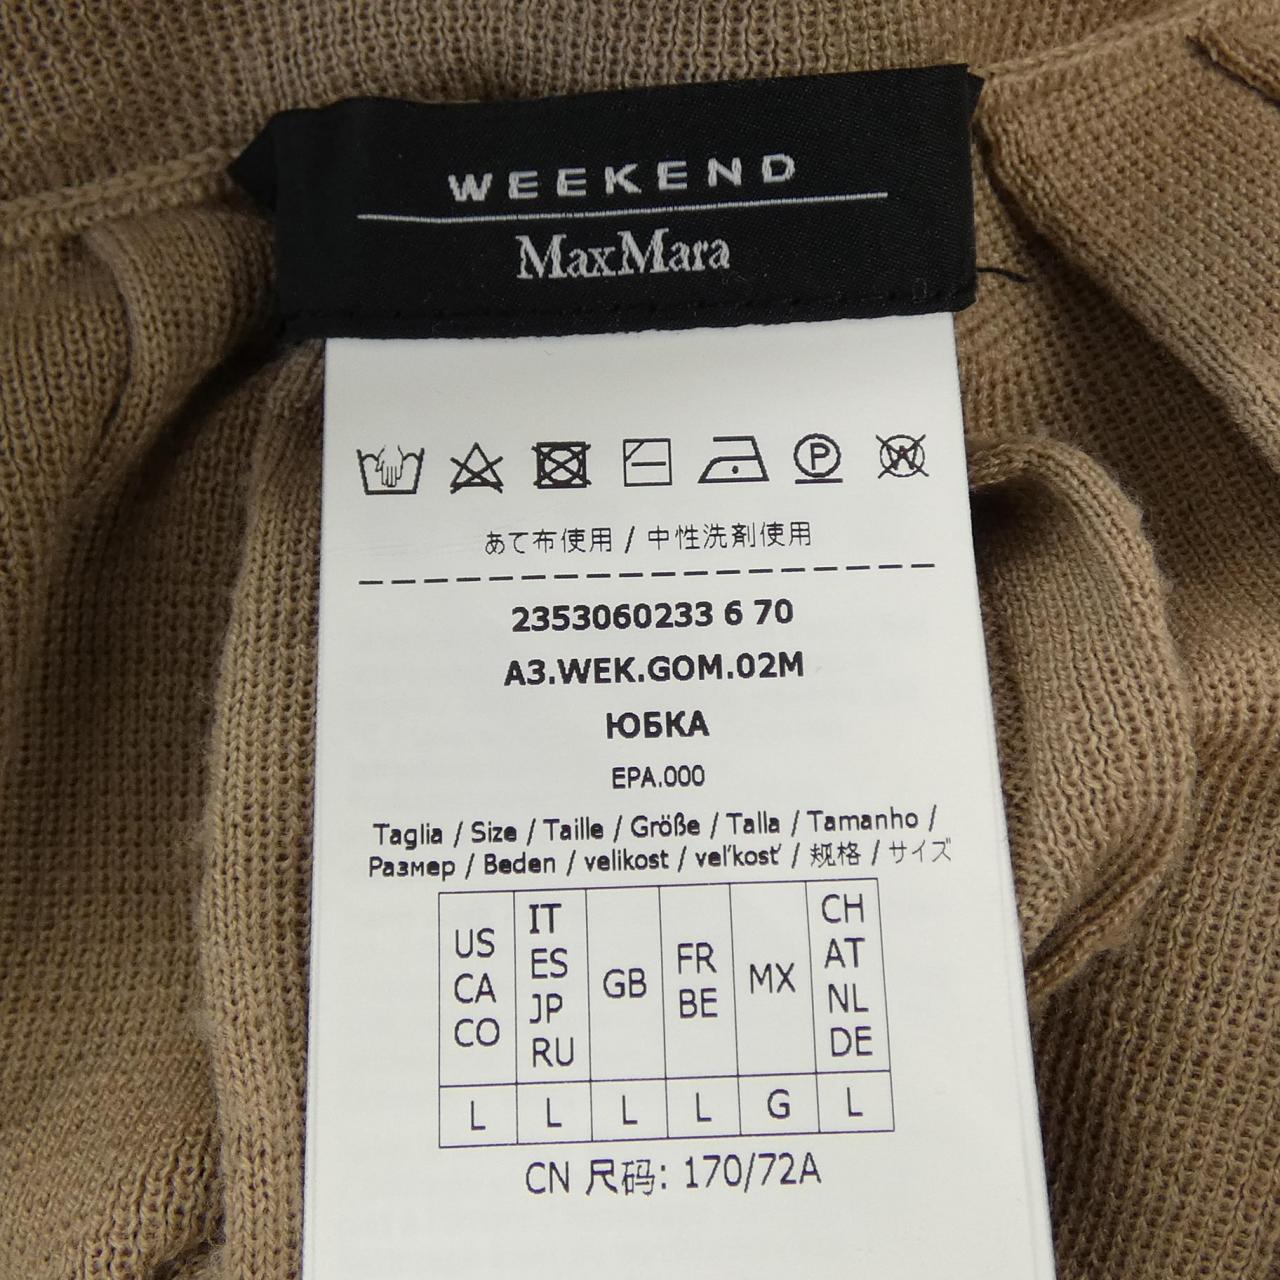 WEEKEND
MaxMara
P W
あて布使用 / 中性洗剤使用
2353060233 6 70
A3.WEK.GOM.02M
ЮБКА
EPA.000
Taglia / Size / Taille / Größe / Talla / Tamanho /
Размер / Beden / velikost / veľkosť / 规格 / サイズ
US CA CO
IT ES JP RU
GB
FR BE
MX
CH AT NL DE
L L L L G L
CN 尺码: 170/72A